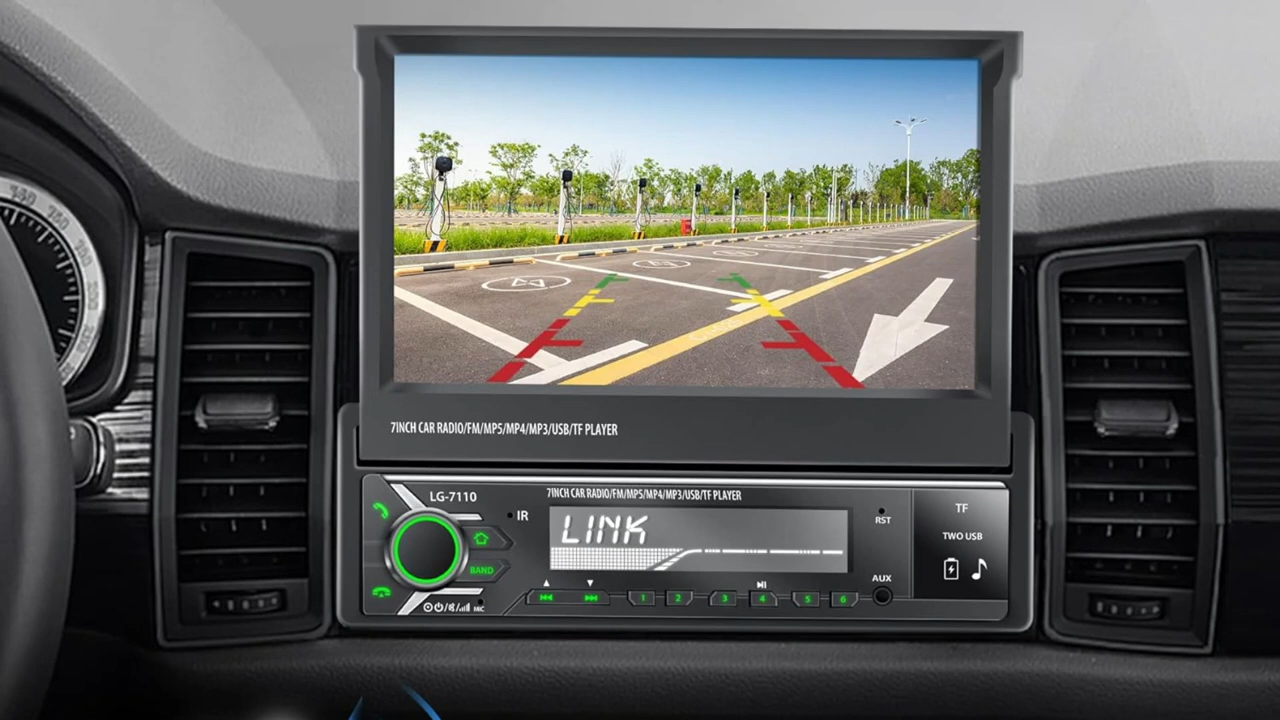 7INCH CAR RADIO/FM/MP5/MP4/MP3/USB/TF PLAYER
LG-7110
7INCH CAR RADIO/FM/MP5/MP4/MP3/USB/TF PLAYER
IR
LINK
RST
TF
TWO USB
BAND
AUX
MIC
1 2 3 4 5 6